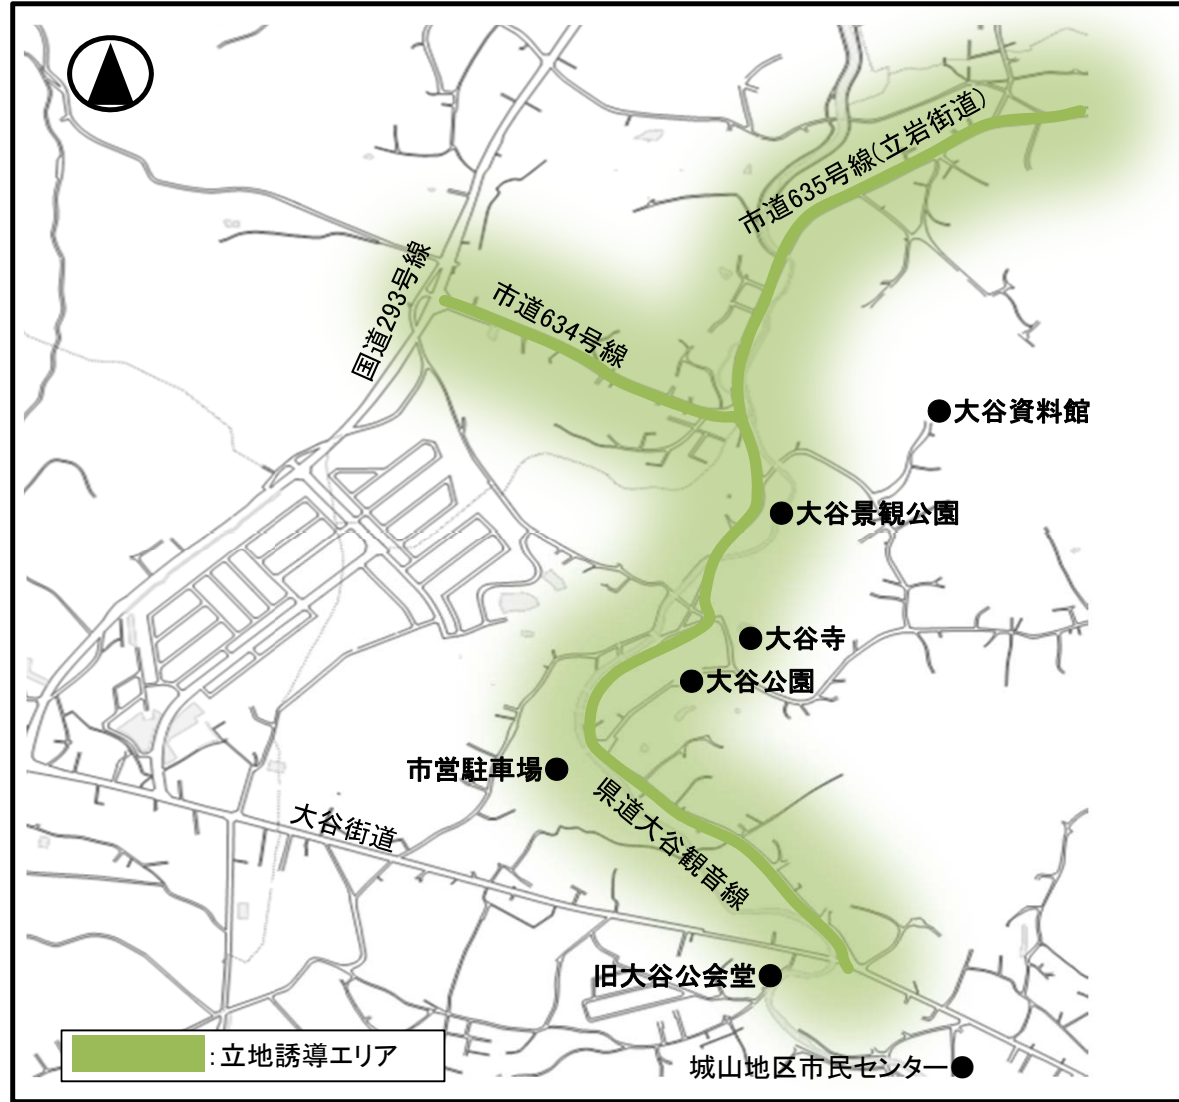 市道635号線(立岩街道)
国道293号線
市道634号線
大谷資料館
大谷景観公園
大谷寺
大谷公園
市営駐車場
県道大谷観音線
大谷街道
旧大谷公会堂
城山地区市民センター
:立地誘導エリア